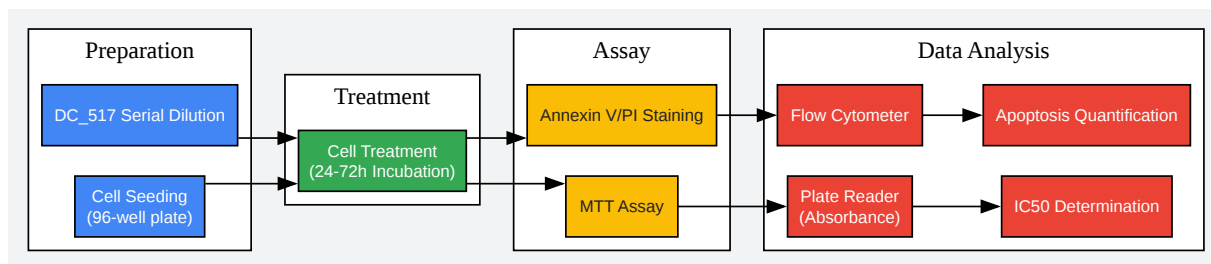 Preparation
DC_517 Serial Dilution
Cell Seeding
(96-well plate)
Treatment
Cell Treatment
(24-72h Incubation)
Assay
Annexin V/PI Staining
MTT Assay
Data Analysis
Flow Cytometer
Apoptosis Quantification
Plate Reader
(Absorbance)
IC50 Determination